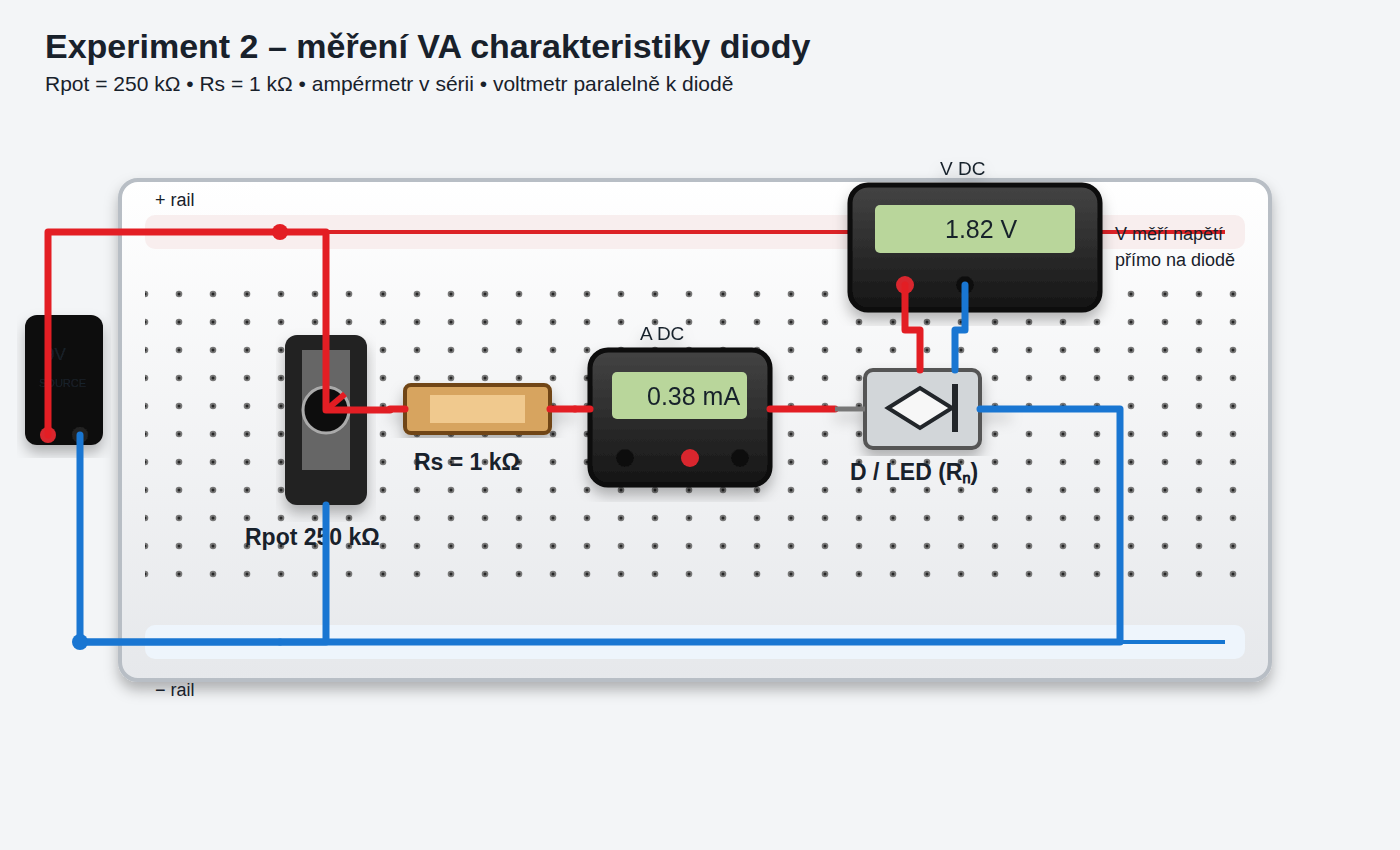 Experiment 2 – měření VA charakteristiky diody
Rpot = 250 kΩ • Rs = 1 kΩ • ampérmetr v sérii • voltmetr paralelně k diodě
V DC
+ rail
1.82 V
V měří napětí
přímo na diodě
A DC
0.38 mA
SOURCE
Rs = 1 kΩ
D / LED (Rₙ)
Rpot 250 kΩ
− rail